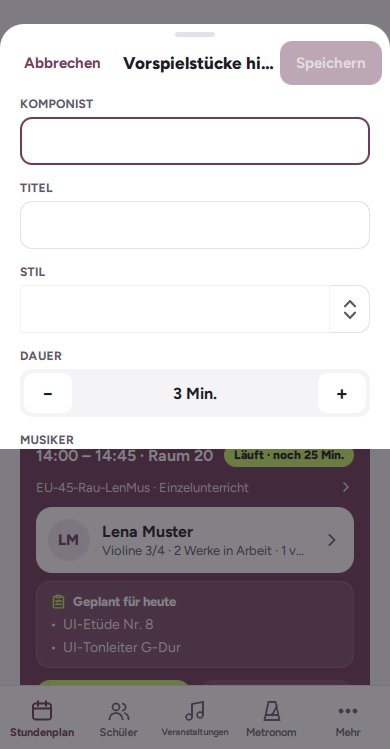 Abbrechen Vorspielstücke hi... Speichern
KOMPONIST
TITEL
STIL
DAUER
– 3 Min. +
MUSIKER
14:00 – 14:45 · Raum 20 Läuft · noch 25 Min.
EU-45-Rau-LenMus · Einzelunterricht
LM Lena Muster
Violine 3/4 · 2 Werke in Arbeit · 1 v...
Geplant für heute
• UI-Etüde Nr. 8
• UI-Tonleiter G-Dur
Stundenplan Schüler Veranstaltungen Metronom Mehr